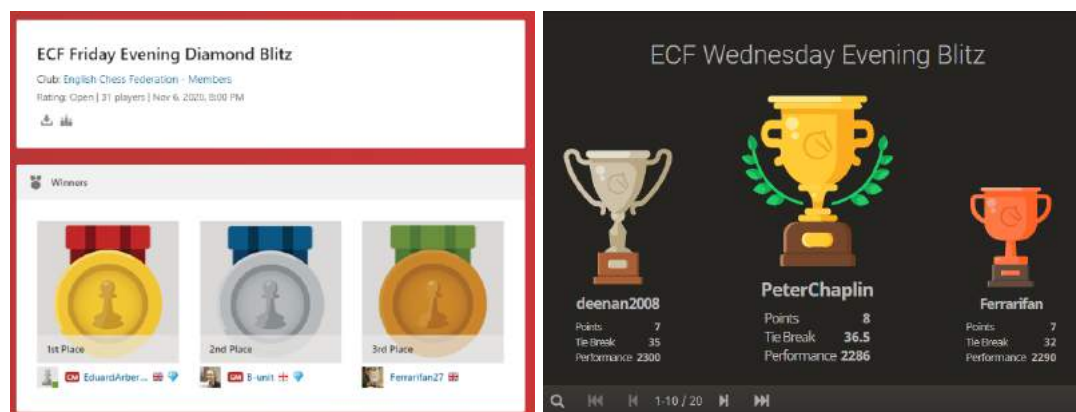 ECF Friday Evening Diamond Blitz
Club: English Chess Federation - Members
Rating: Open | 31 players | Nov 6, 2020, 8:00 PM
Winners
1st Place
2nd Place
3rd Place
CM EduardArber...
GM B-unit
Ferrarifan27
ECF Wednesday Evening Blitz
deenan2008
Points 7
Tie Break 35
Performance 2300
PeterChaplin
Points 8
Tie Break 36.5
Performance 2286
Ferrarifan
Points 7
Tie Break 32
Performance 2290
1-10 / 20